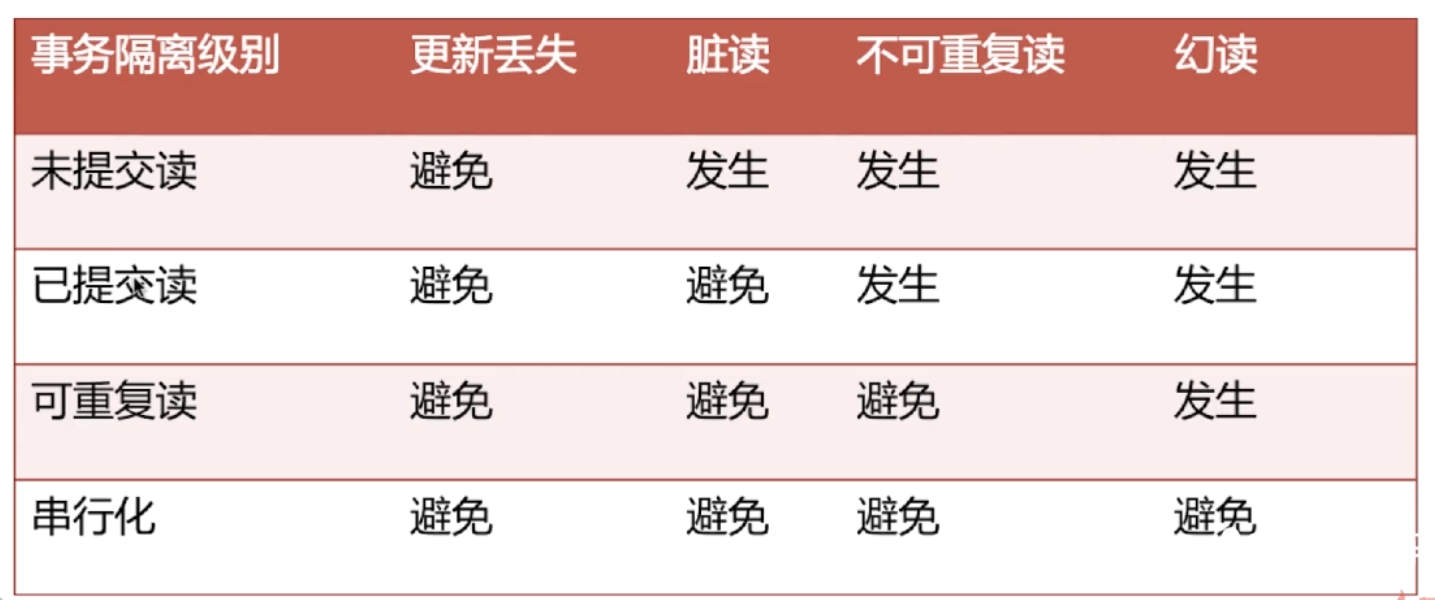 事务隔离级别 更新丢失 脏读 不可重复读 幻读
未提交读 避免 发生 发生 发生
已提交读 避免 避免 发生 发生
可重复读 避免 避免 避免 发生
串行化 避免 避免 避免 避免